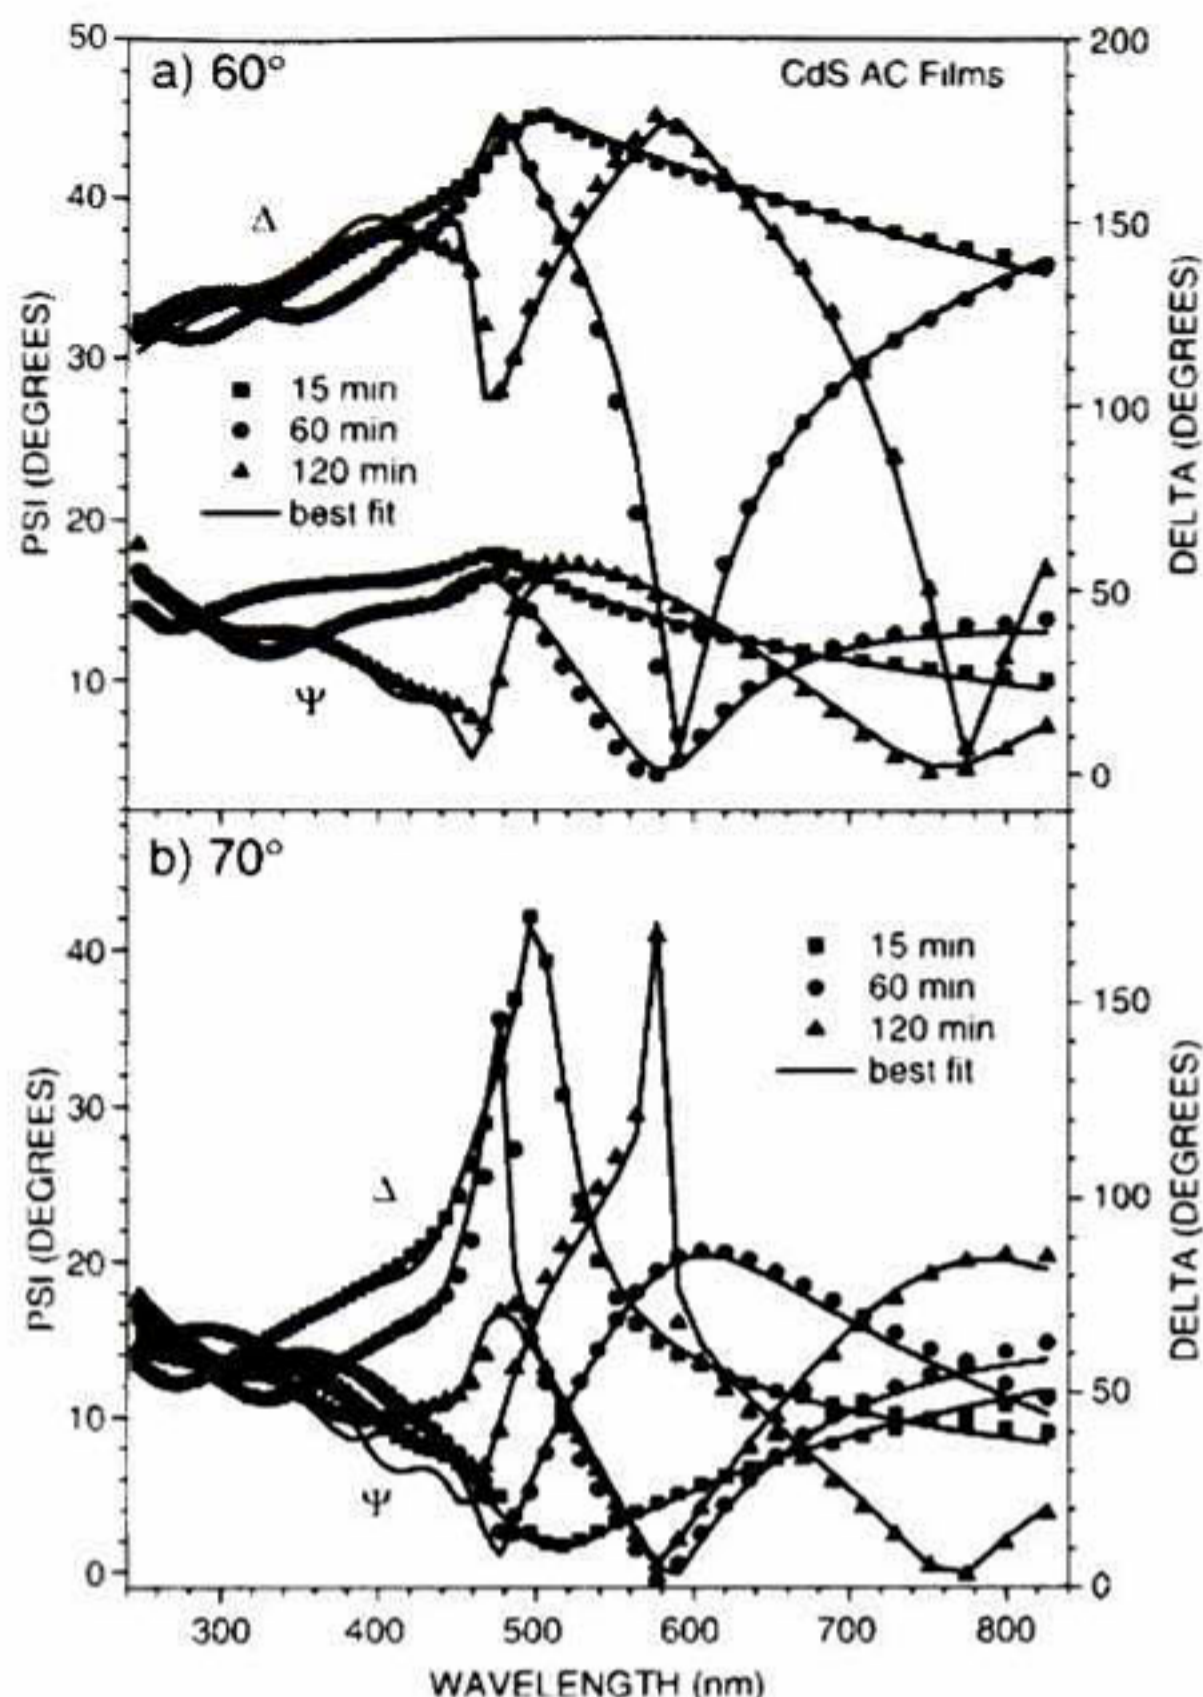 a) 60°
CdS AC Films
50
40
30
20
10
PSI (DEGREES)
200
150
100
50
0
DELTA (DEGREES)
Δ
15 min
60 min
120 min
best fit
Ψ
b) 70°
40
30
20
10
0
PSI (DEGREES)
150
100
50
0
DELTA (DEGREES)
15 min
60 min
120 min
best fit
Δ
Ψ
300 400 500 600 700 800
WAVELENGTH (nm)